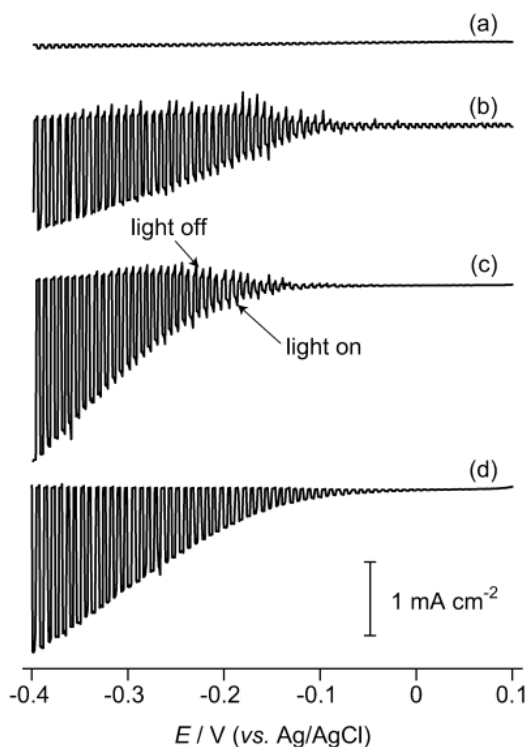 (a)
(b)
light off
(c)
light on
(d)
1 mA cm⁻²
-0.4 -0.3 -0.2 -0.1 0 0.1
E / V (vs. Ag/AgCl)